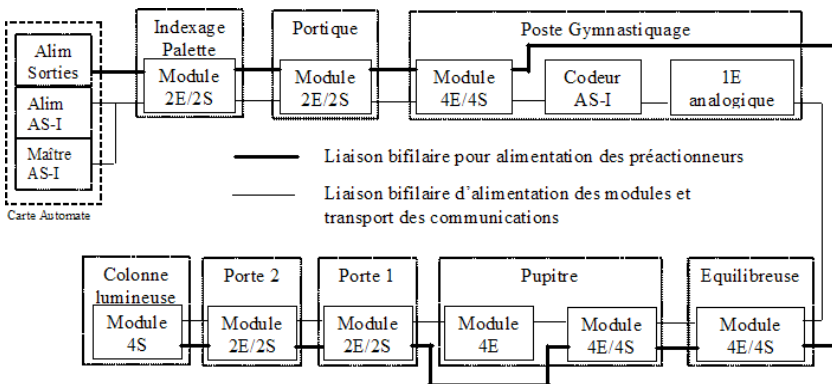 Indexage
Palette
Portique
Poste Gymnastiquage
Alim
Sorties
Module
2E/2S
Module
2E/2S
Module
4E/4S
Codeur
AS-I
1E
analogique
Alim
AS-I
Maître
AS-I
Carte Automate
Liaison bifilaire pour alimentation des préactionneurs
Liaison bifilaire d'alimentation des modules et
transport des communications
Colonne
lumineuse
Porte 2
Porte 1
Pupitre
Equilibreuse
Module
4S
Module
2E/2S
Module
2E/2S
Module
4E
Module
4E/4S
Module
4E/4S